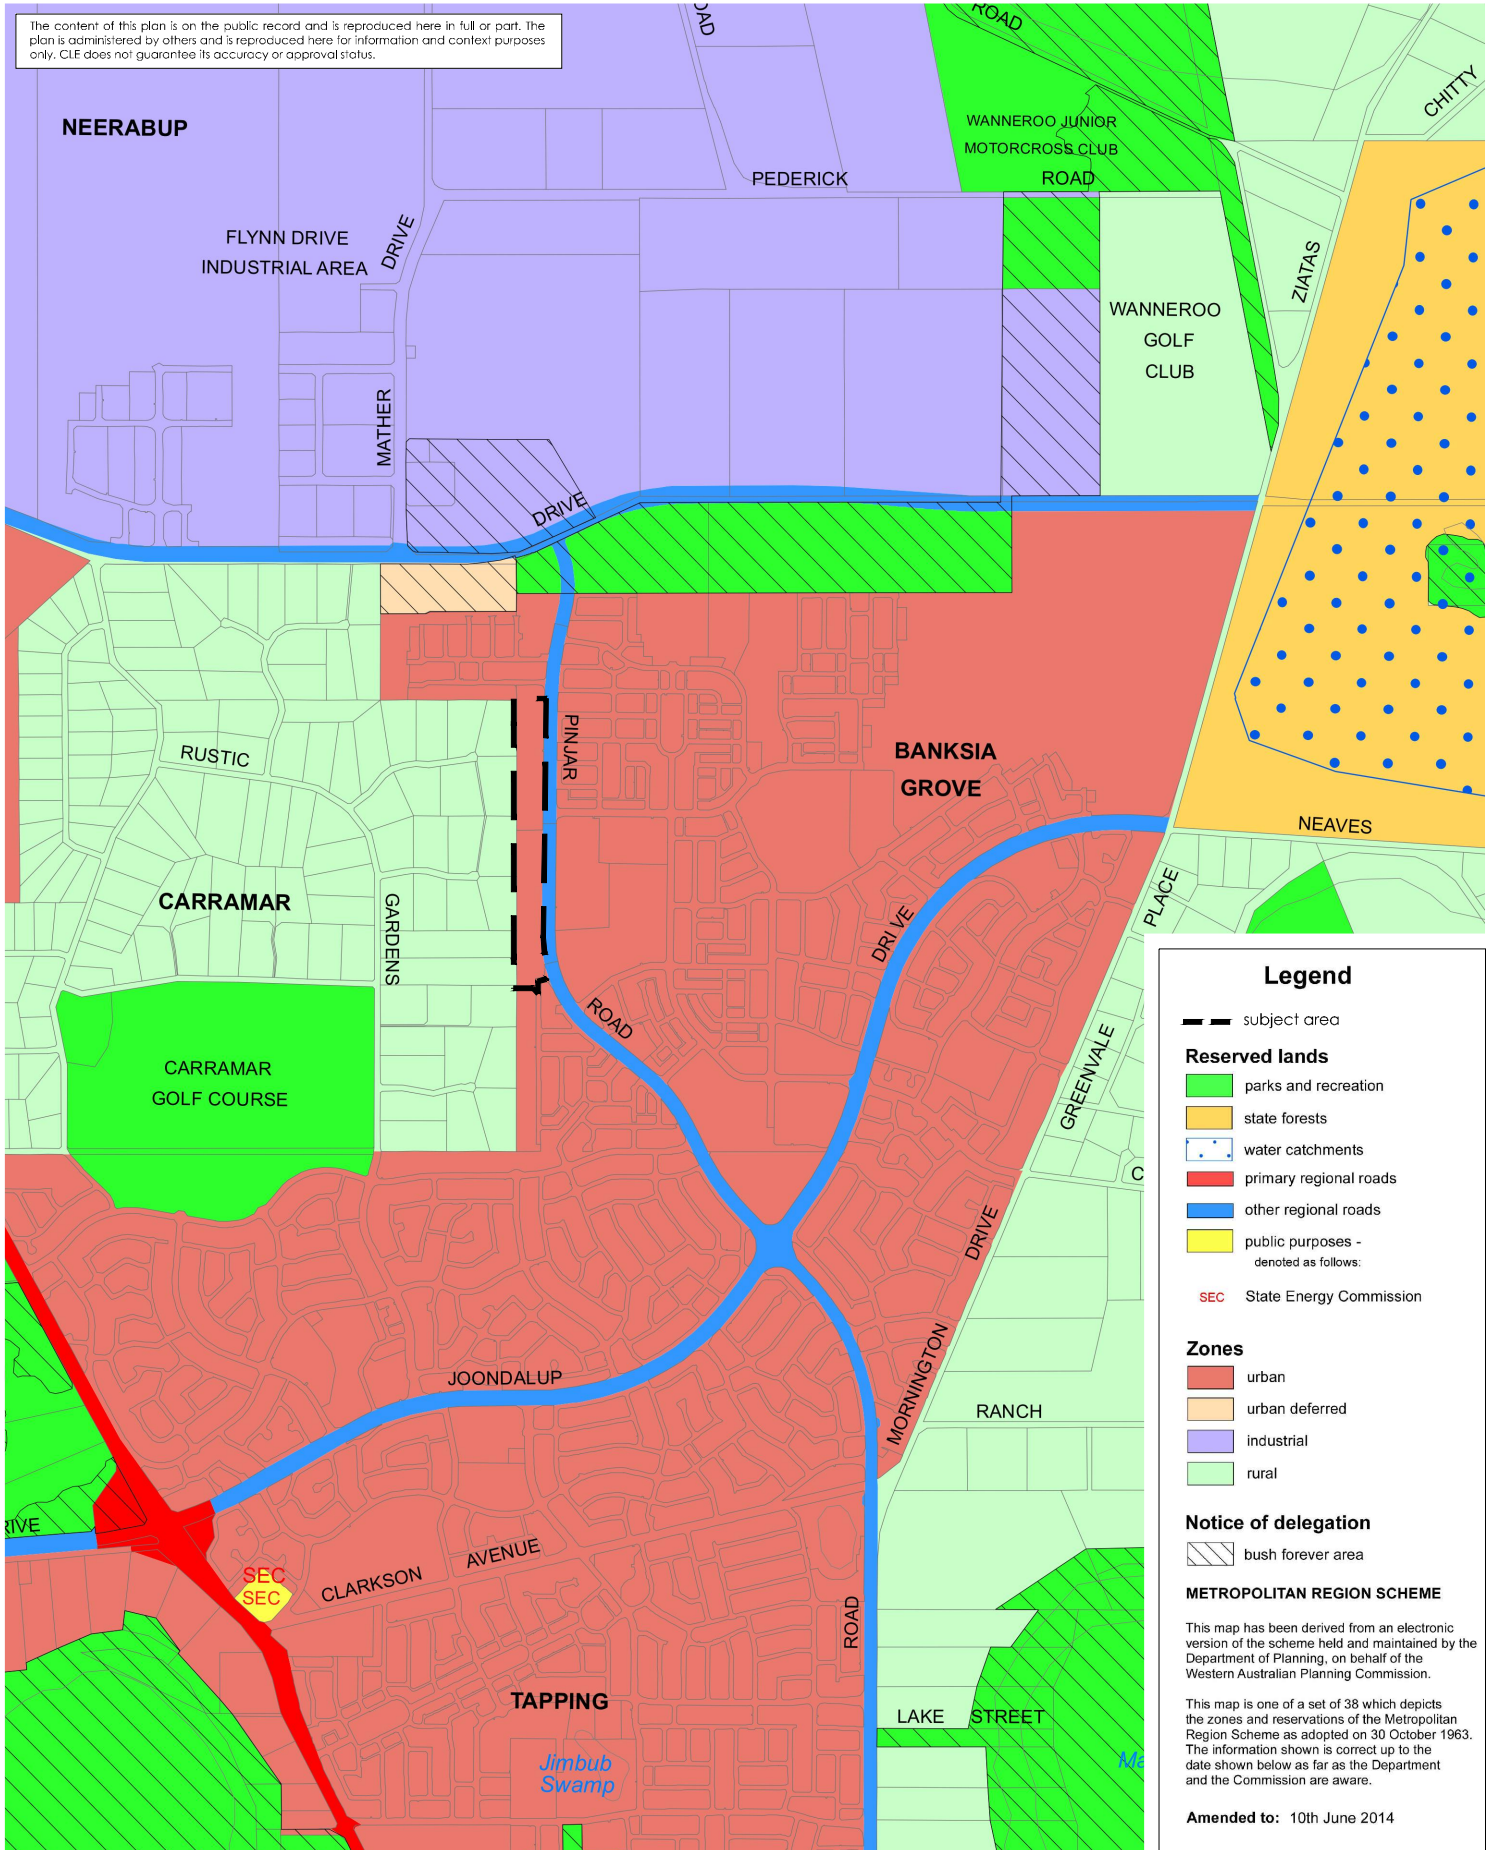 The content of this plan is on the public record and is reproduced here in full or part. The
plan is administered by others and is reproduced here for information and context purposes
only. CLE does not guarantee its accuracy or approval status.
ROAD
CHITTY
NEERABUP
WANNEROO JUNIOR
MOTORCROSS CLUB
PEDERICK
ROAD
FLYNN DRIVE
INDUSTRIAL AREA
DRIVE
ZIATAS
WANNEROO
GOLF
CLUB
MATHER
DRIVE
PINJAR
RUSTIC
BANKSIA
GROVE
NEAVES
CARRAMAR
GARDENS
PLACE
DRIVE
ROAD
GREENVALE
CARRAMAR
GOLF COURSE
DRIVE
JOONDALUP
MORNINGTON
RANCH
RIVE
CLARKSON
AVENUE
SEC
SEC
ROAD
TAPPING
LAKE
STREET
Jimbub
Swamp
Ma
Legend
subject area
Reserved lands
parks and recreation
state forests
water catchments
primary regional roads
other regional roads
public purposes -
denoted as follows:
SEC State Energy Commission
Zones
urban
urban deferred
industrial
rural
Notice of delegation
bush forever area
METROPOLITAN REGION SCHEME
This map has been derived from an electronic
version of the scheme held and maintained by the
Department of Planning, on behalf of the
Western Australian Planning Commission.
This map is one of a set of 38 which depicts
the zones and reservations of the Metropolitan
Region Scheme as adopted on 30 October 1963.
The information shown is correct up to the
date shown below as far as the Department
and the Commission are aware.
Amended to: 10th June 2014